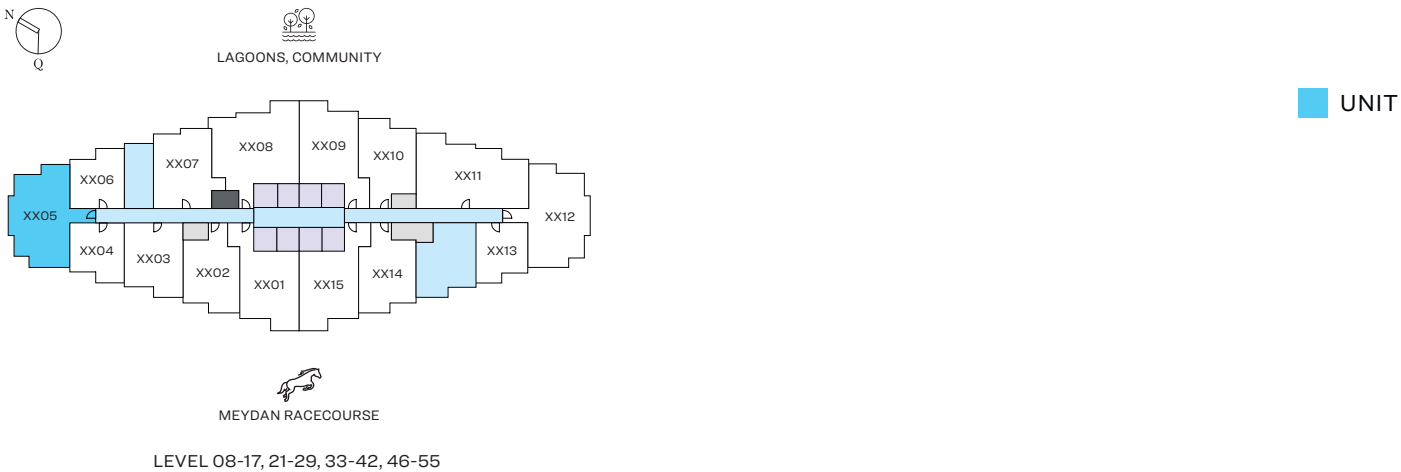 N
Q
LAGOONS, COMMUNITY
UNIT
XX08
XX09
XX07
XX10
XX06
XX11
XX05
XX12
XX04
XX03
XX02
XX01
XX15
XX14
XX13
MEYDAN RACECOURSE
LEVEL 08-17, 21-29, 33-42, 46-55